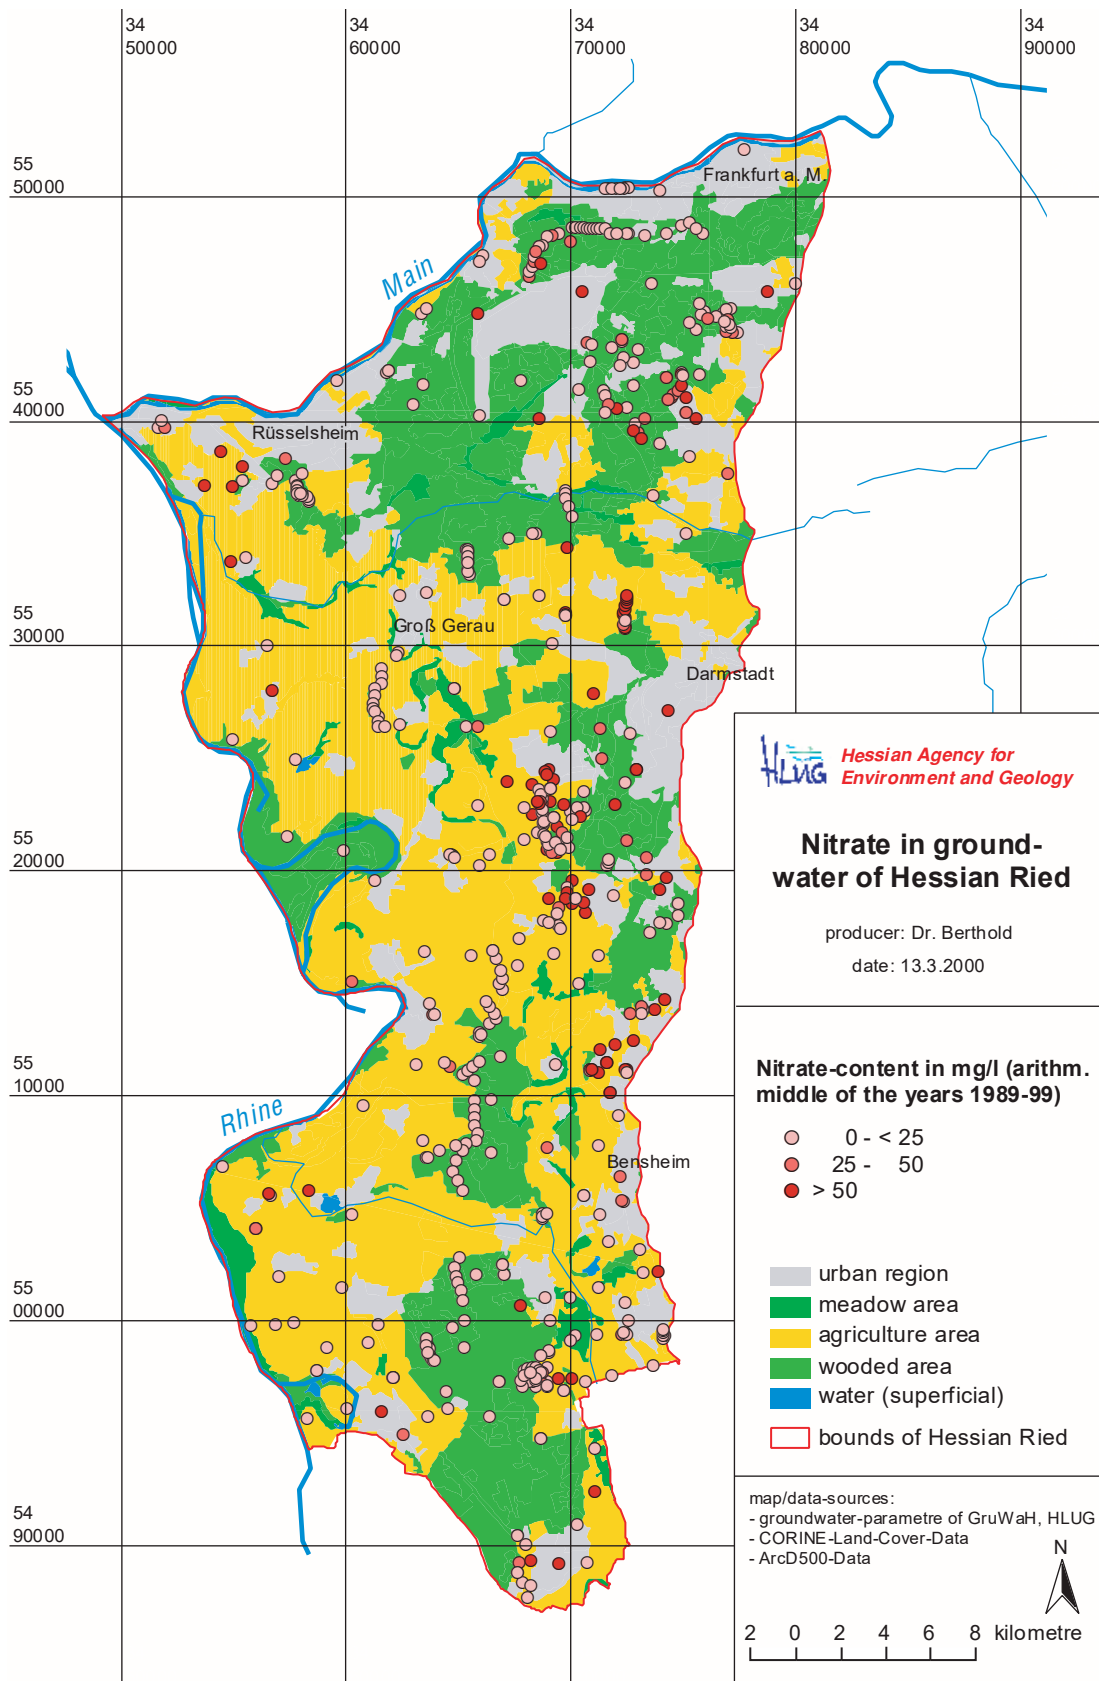 34
50000
34
60000
34
70000
34
80000
34
90000
55
50000
Frankfurt a. M.
Main
55
40000
Rüsselsheim
55
30000
Groß Gerau
Darmstadt
HLUG
Hessian Agency for
Environment and Geology
Nitrate in ground-
water of Hessian Ried
producer: Dr. Berthold
date: 13.3.2000
55
20000
55
10000
Rhine
Bensheim
Nitrate-content in mg/l (arithm.
middle of the years 1989-99)
0 - < 25
25 - 50
> 50
urban region
meadow area
agriculture area
wooded area
water (superficial)
bounds of Hessian Ried
55
00000
54
90000
map/data-sources:
- groundwater-parametre of GruWaH, HLUG
- CORINE-Land-Cover-Data
- ArcD500-Data
N
2 0 2 4 6 8 kilometre